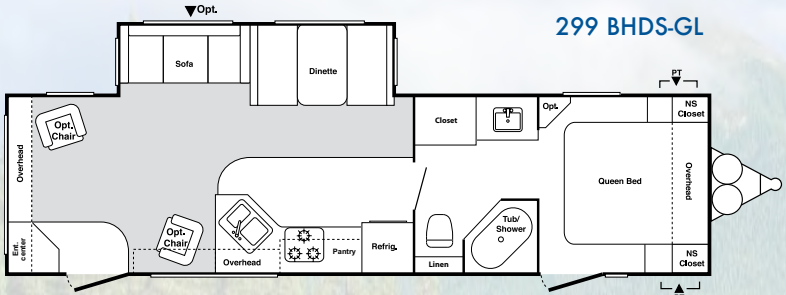 Opt.
299 BHDS-GL
Sofa
Dinette
PT
Opt.
Chair
Closet
Opt.
NS
Closet
Overhead
Queen Bed
Overhead
Opt.
Chair
Tub/
Shower
Ent.
center
Overhead
Pantry
Refrig.
Linen
NS
Closet